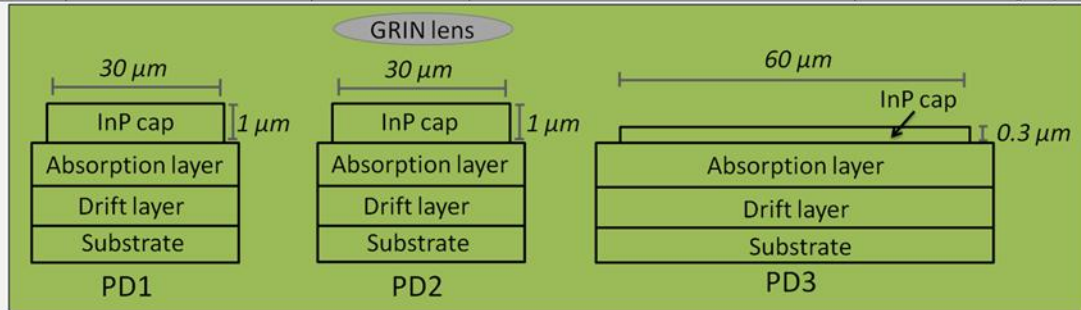 GRIN lens
30 μm
30 μm
60 μm
InP cap
InP cap
1 μm
InP cap
1 μm
0.3 μm
Absorption layer
Absorption layer
Absorption layer
Drift layer
Drift layer
Drift layer
Substrate
Substrate
Substrate
PD1
PD2
PD3